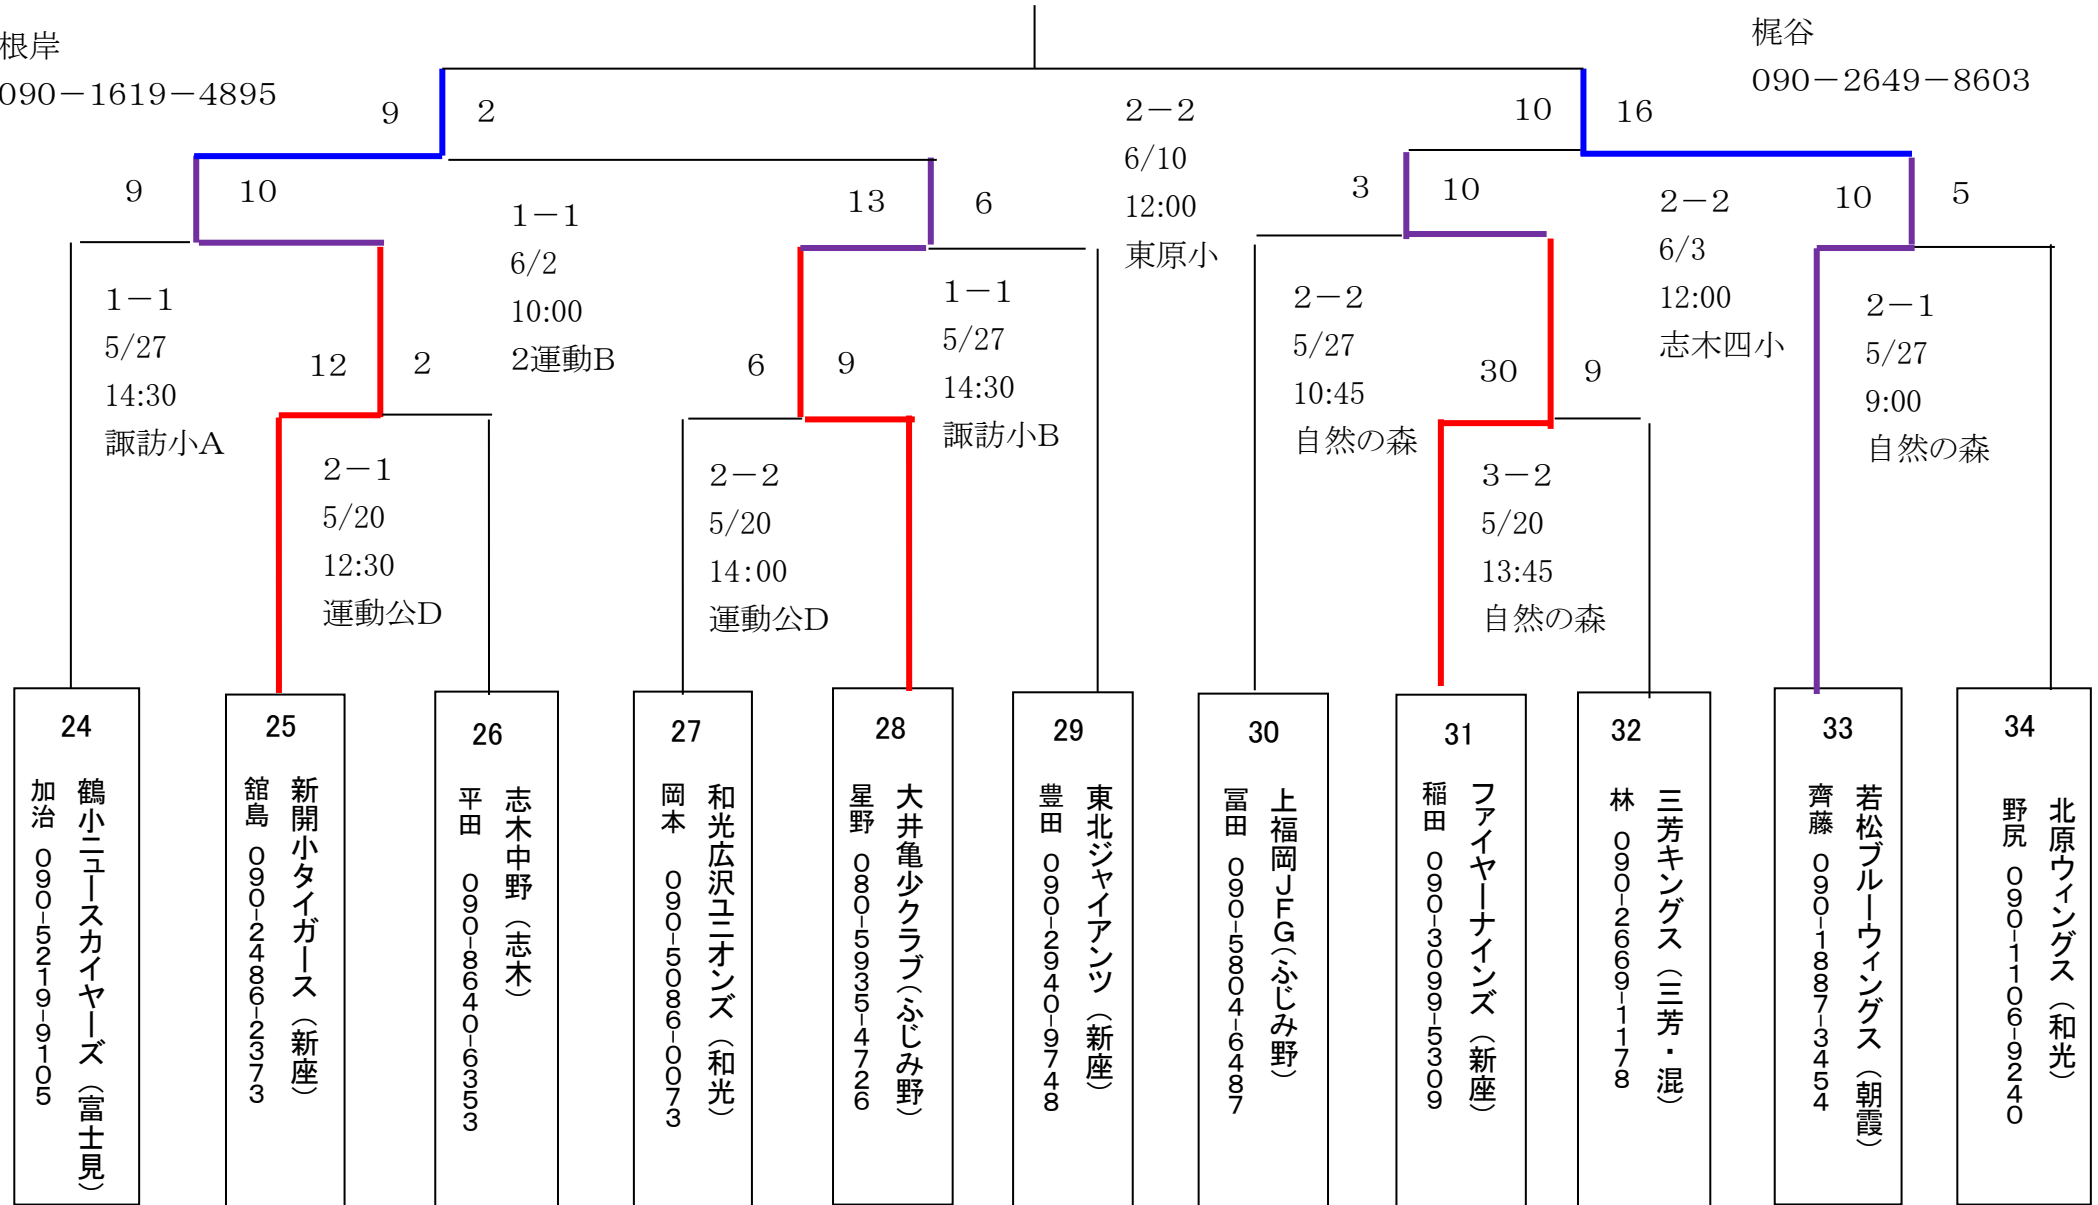 根岸
090－1619－4895
梶谷
090－2649－8603
9 2
10 16
2－2
6/10
12:00
東原小
9 10
13 6
3 10
10 5
1－1
6/2
10:00
2運動B
2－2
6/3
12:00
志木四小
1－1
5/27
14:30
諏訪小A
1－1
5/27
14:30
諏訪小B
2－2
5/27
10:45
自然の森
2－1
5/27
9:00
自然の森
12 2
6 9
30 9
2－1
5/20
12:30
運動公D
2－2
5/20
14:00
運動公D
3－2
5/20
13:45
自然の森
24
鶴小ニュースカイヤーズ（富士見）
加治 090-5219-9105
25
新開小タイガース（新座）
舘島 090-2486-2373
26
志木中野（志木）
平田 090-8640-6353
27
和光広沢ユニオンズ（和光）
岡本 090-5086-0073
28
大井亀少クラブ（ふじみ野）
星野 080-5935-4726
29
東北ジャイアンツ（新座）
豊田 090-2940-9748
30
上福岡JFG（ふじみ野）
冨田 090-5804-6487
31
ファイヤーナインズ（新座）
稲田 090-3099-5309
32
三芳キングス（三芳・混）
林 090-2669-1178
33
若松ブルーウィングス（朝霞）
齊藤 090-1887-3454
34
北原ウィングス（和光）
野尻 090-1106-9240